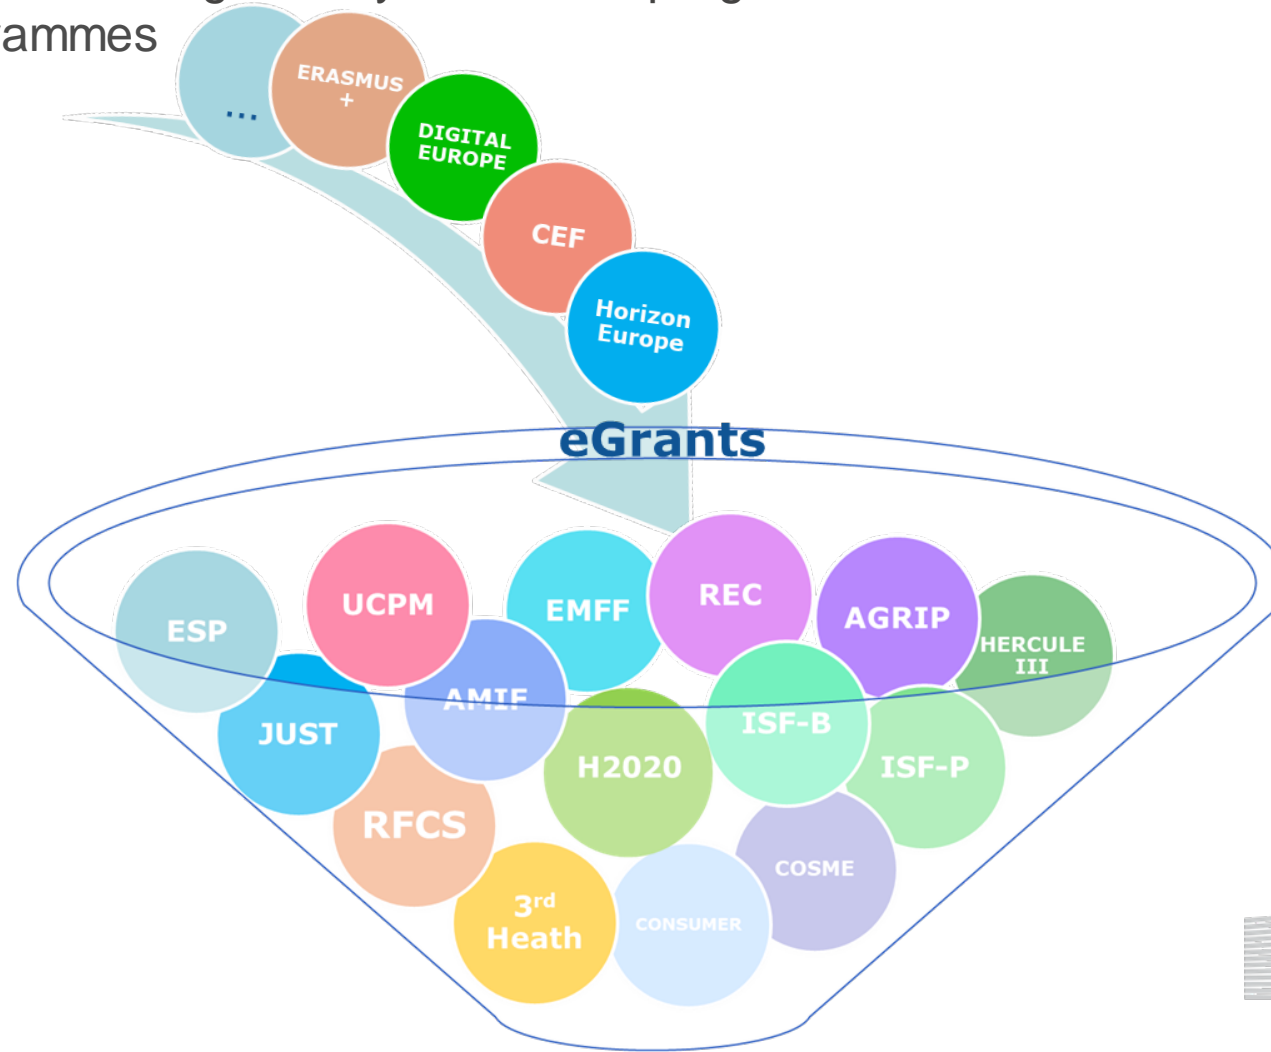 ammes
...
ERASMUS
+
DIGITAL
EUROPE
CEF
Horizon
Europe
eGrants
ESP
UCPM
EMFF
REC
AGRIP
HERCULE
III
JUST
AMIF
H2020
ISF-B
ISF-P
RFCS
COSME
3rd
Heath
CONSUMER